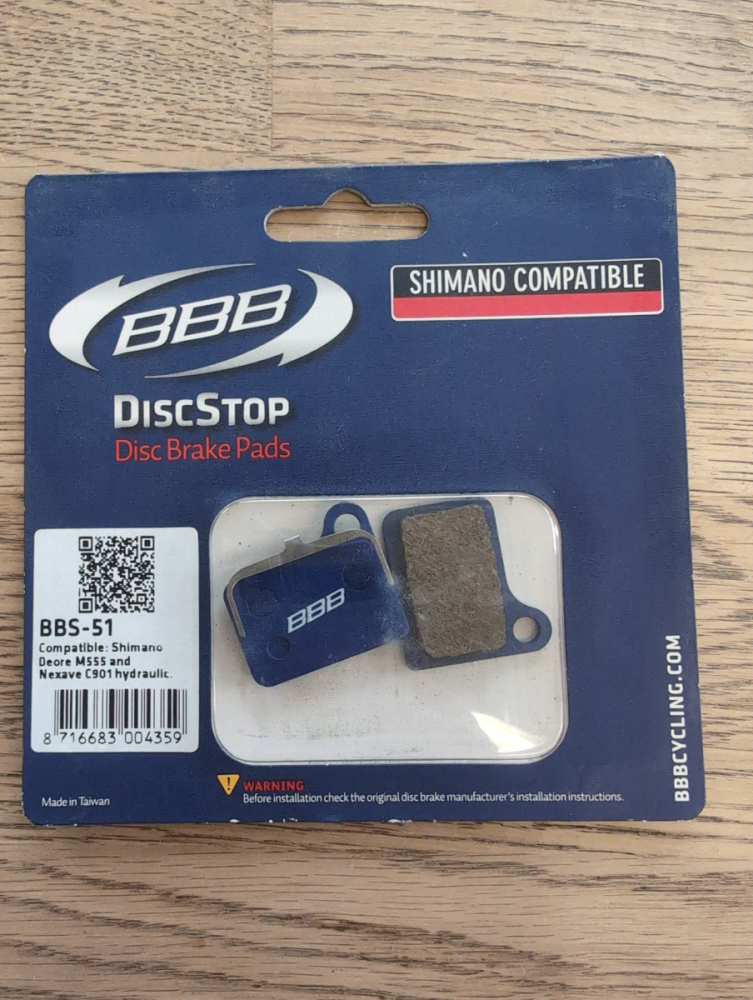 SHIMANO COMPATIBLE
BBB
DISCSTOP
Disc Brake Pads
BBB
BBS-51
Compatible: Shimano
Deore M555 and
Nexave C901 hydraulic.
8 716683 004359
BBBCYCLING.COM
WARNING
Before installation check the original disc brake manufacturer's installation instructions.
Made in Taiwan